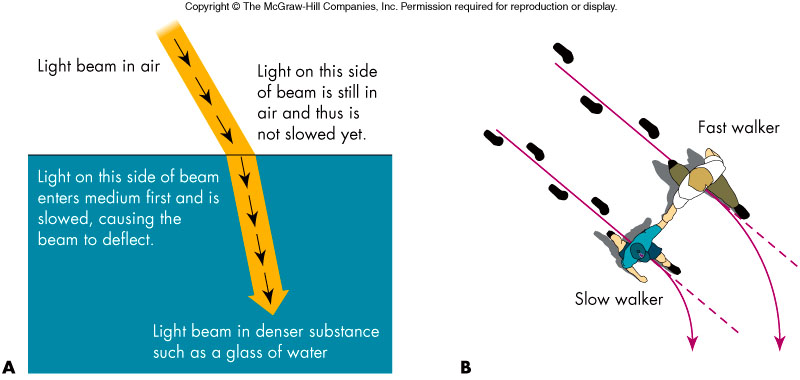 Copyright © The McGraw-Hill Companies, Inc. Permission required for reproduction or display.
Light beam in air
Light on this side
of beam is still in
air and thus is
not slowed yet.
Light on this side of beam
enters medium first and is
slowed, causing the
beam to deflect.
Light beam in denser substance
such as a glass of water
A
Fast walker
Slow walker
B